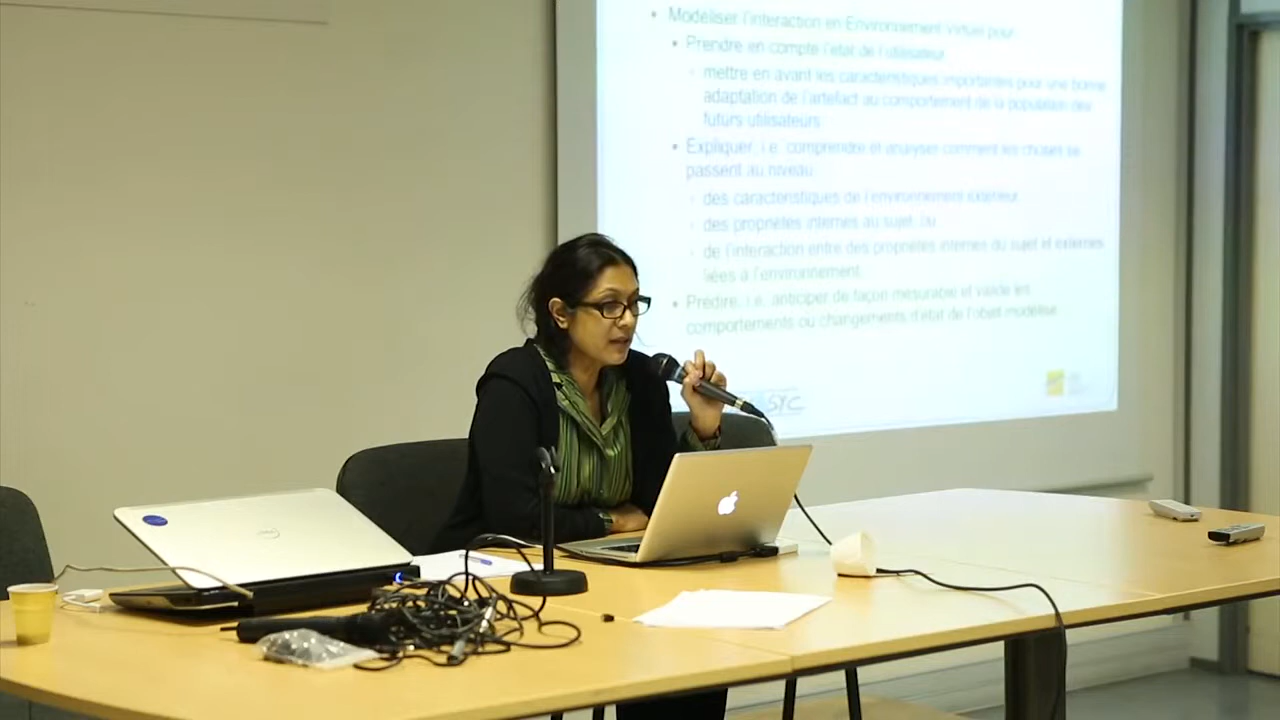 • Modéliser l'interaction en Environnement Virtuel pour
• Prendre en compte l'état de l'utilisateur
- mettre en avant les caractéristiques importantes pour une bonne
adaptation de l'artefact au comportement de la population des
futurs utilisateurs
• Expliquer, i.e. comprendre et analyser comment les choses se
passent au niveau
- des caractéristiques de l'environnement extérieur
- des propriétés internes au sujet, ou
- de l'interaction entre des propriétés internes du sujet et externes
liées à l'environnement
• Prédire, i.e. anticiper de façon mesurable et valide les
comportements ou changements d'état de l'objet modélisé
SYC
DELL